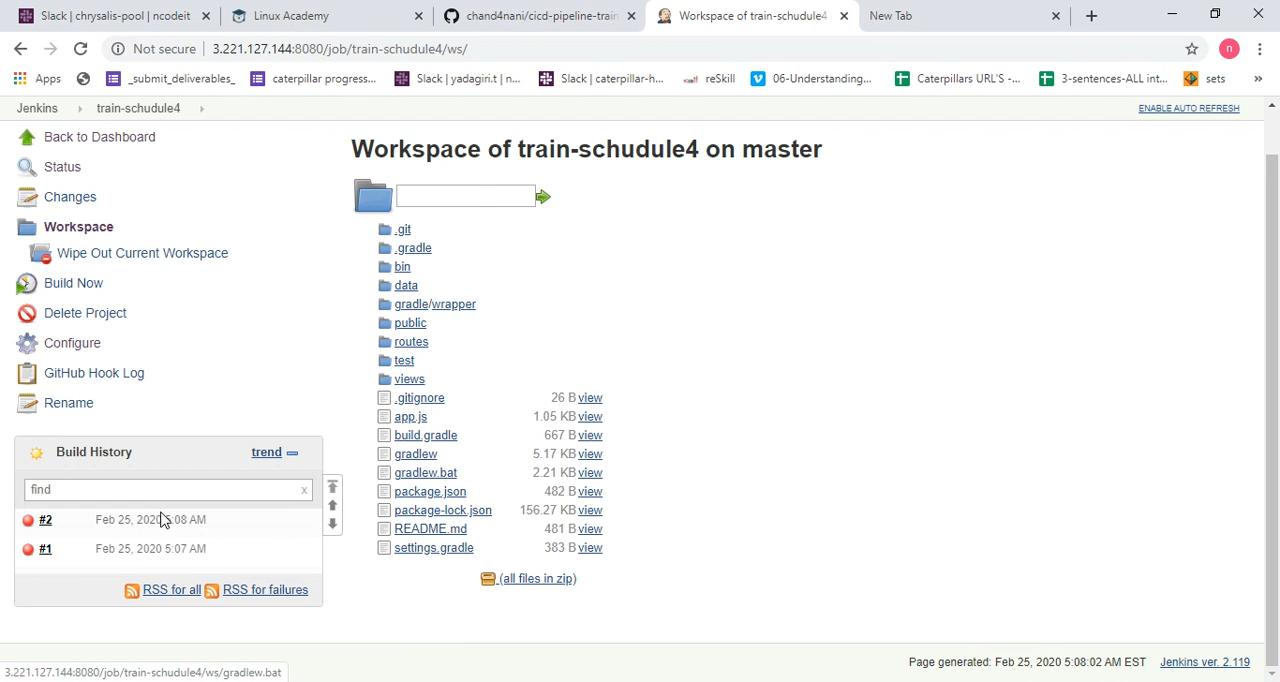 Slack | chrysalis-pool | ncodeit
Linux Academy
chand4nani/cicd-pipeline-train
Workspace of train-schudule4
New Tab
Not secure
3.221.127.144:8080/job/train-schudule4/ws/
n
Apps
_submit_deliverables_
caterpillar progress...
Slack | yadagiri.t | n...
Slack | caterpillar-h...
reSkill
06-Understanding...
Caterpillars URL'S -...
3-sentences-ALL int...
sets
»
Jenkins
train-schudule4
ENABLE AUTO REFRESH
Back to Dashboard
Status
Changes
Workspace
Wipe Out Current Workspace
Build Now
Delete Project
Configure
GitHub Hook Log
Rename
Build History
trend
find
x
#2 Feb 25, 2020 5:08 AM
#1 Feb 25, 2020 5:07 AM
RSS for all RSS for failures
Workspace of train-schudule4 on master
.git
.gradle
bin
data
gradle/wrapper
public
routes
test
views
.gitignore 26 B view
app.js 1.05 KB view
build.gradle 667 B view
gradlew 5.17 KB view
gradlew.bat 2.21 KB view
package.json 482 B view
package-lock.json 156.27 KB view
README.md 481 B view
settings.gradle 383 B view
(all files in zip)
Page generated: Feb 25, 2020 5:08:02 AM EST
Jenkins ver. 2.119
3.221.127.144:8080/job/train-schudule4/ws/gradlew.bat